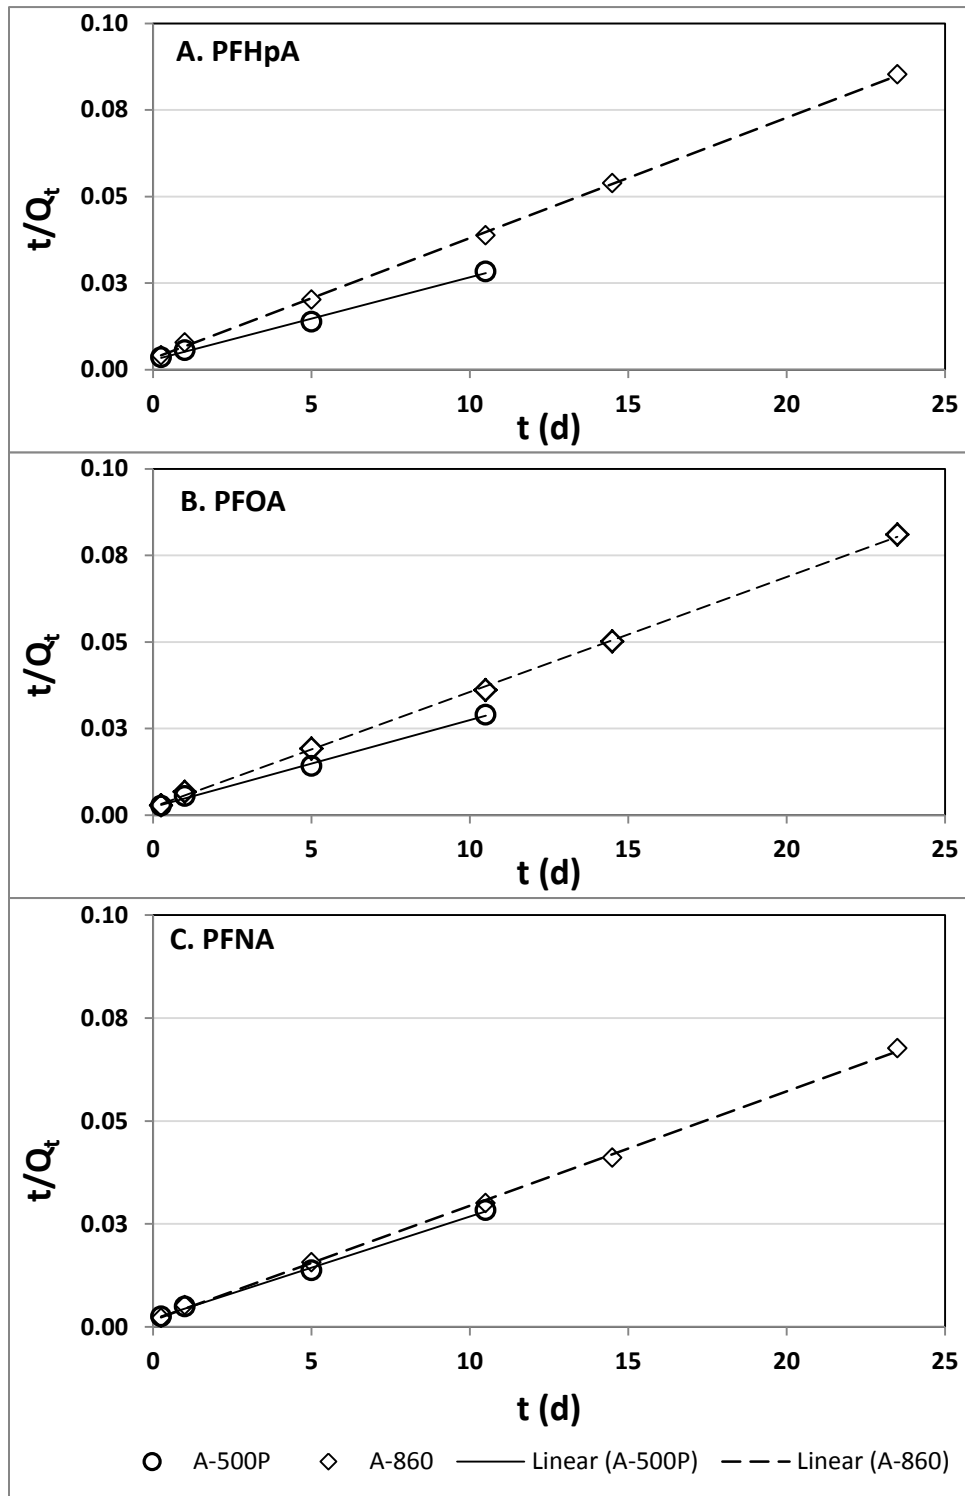 A. PFHpA
0.10
0.08
0.05
0.03
0.00
t/Qt
0 5 10 15 20 25
t (d)
B. PFOA
0.10
0.08
0.05
0.03
0.00
t/Qt
0 5 10 15 20 25
t (d)
C. PFNA
0.10
0.08
0.05
0.03
0.00
t/Qt
0 5 10 15 20 25
t (d)
A-500P A-860 Linear (A-500P) Linear (A-860)